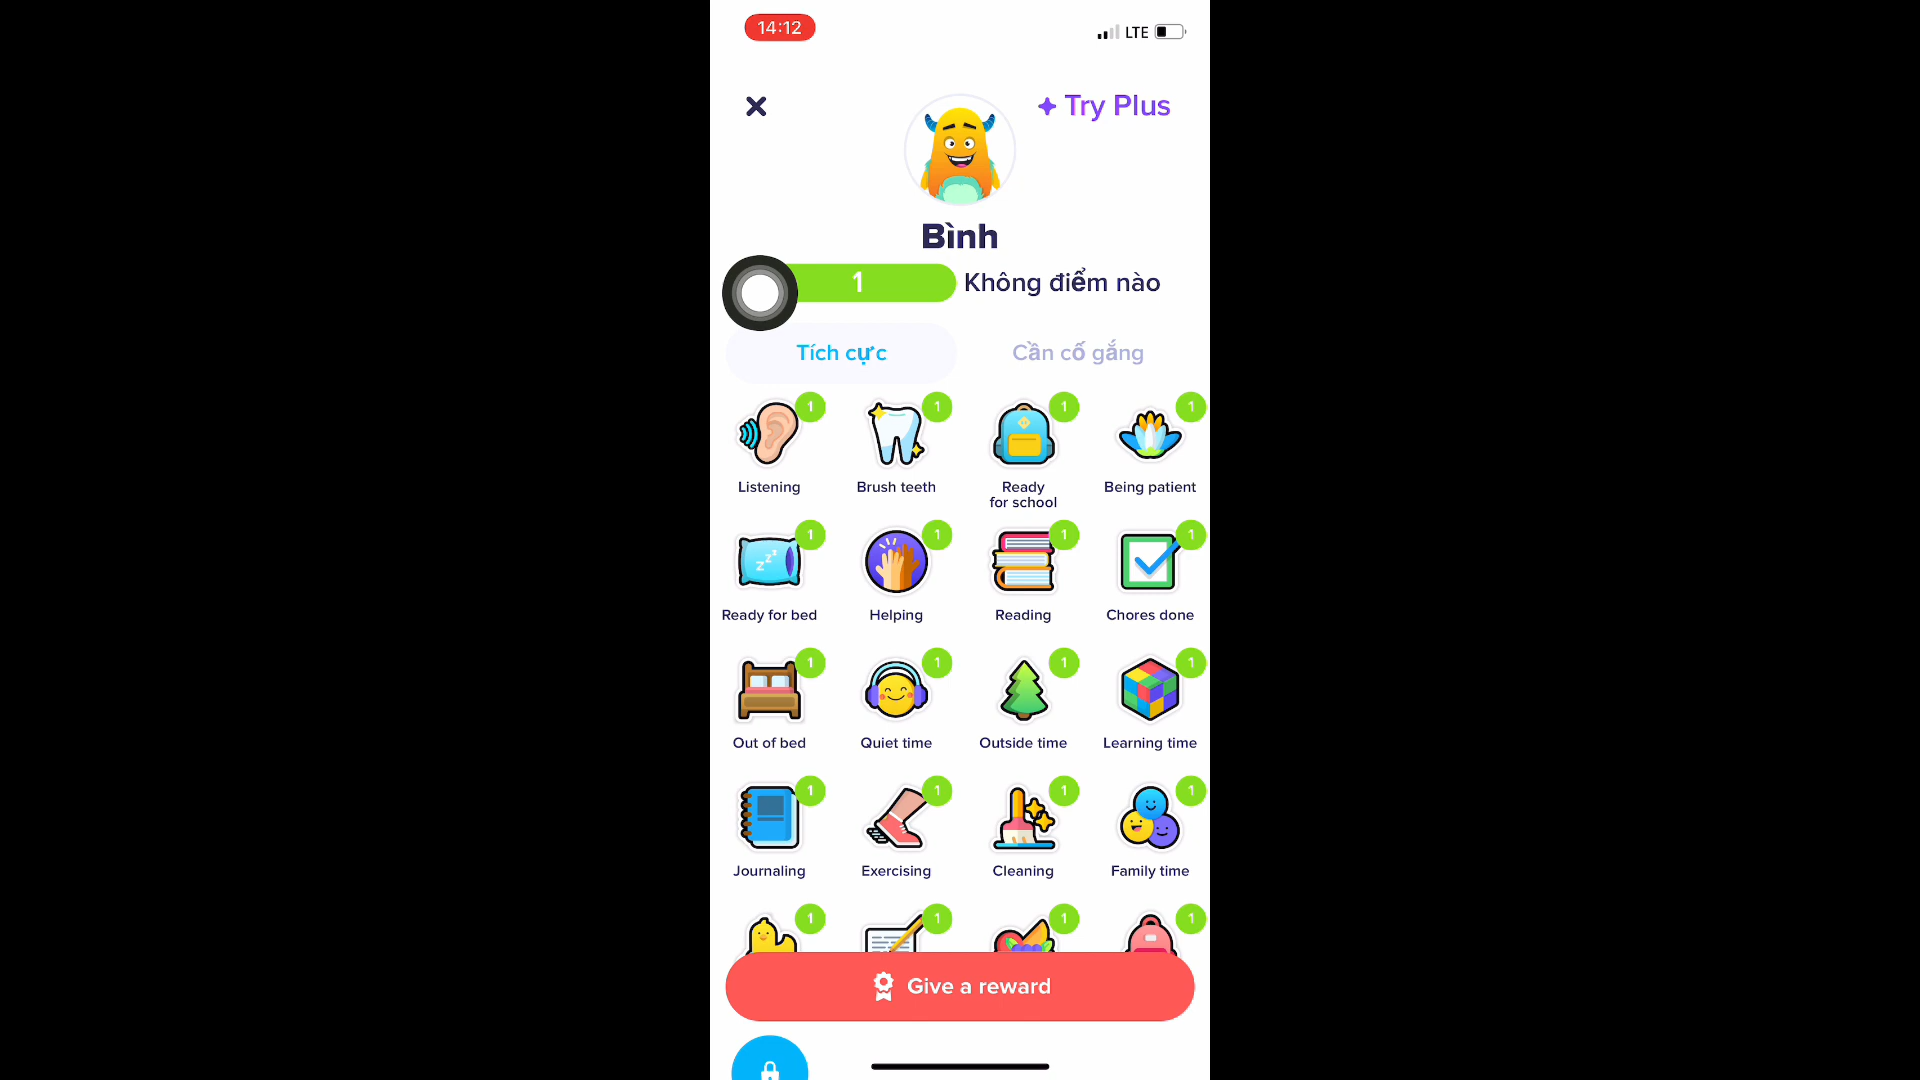 14:12
LTE
Try Plus
Bình
1
Không điểm nào
Tích cực
Cần cố gắng
1
1
1
1
Listening
Brush teeth
Ready
for school
Being patient
1
1
1
1
z z z
Ready for bed
Helping
Reading
Chores done
1
1
1
1
Out of bed
Quiet time
Outside time
Learning time
1
1
1
1
Journaling
Exercising
Cleaning
Family time
1
1
1
1
Give a reward